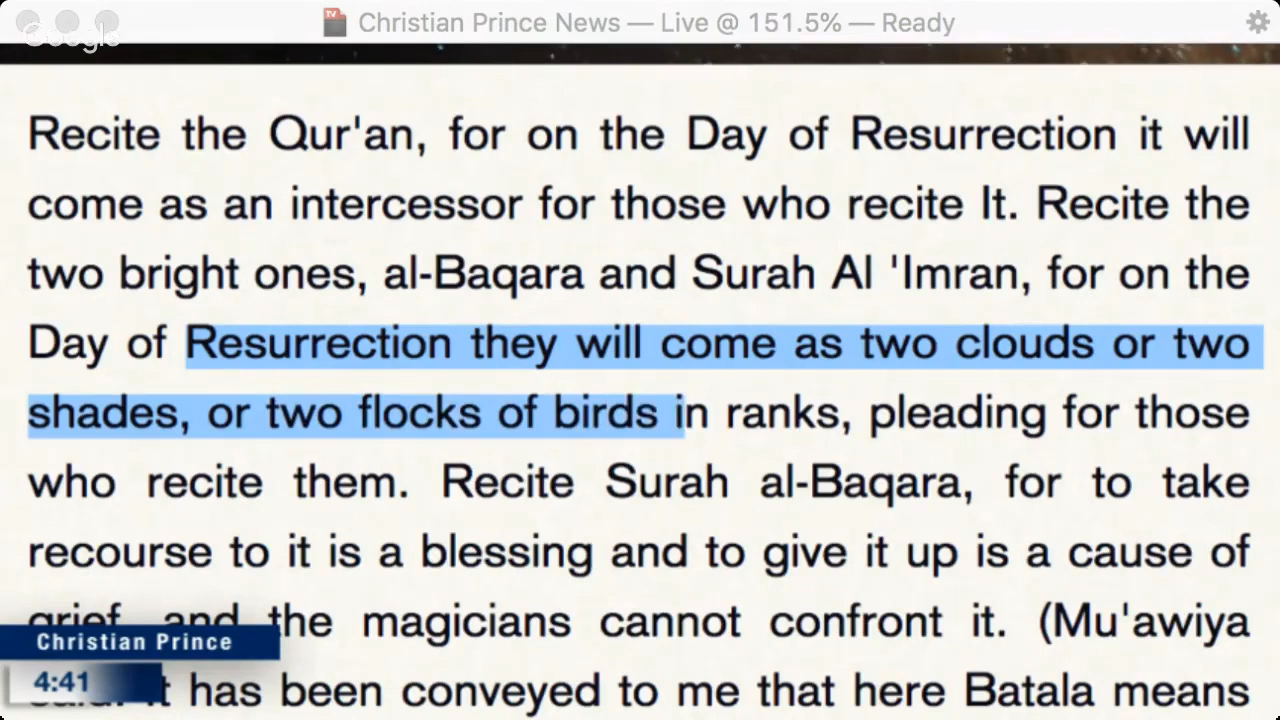 Christian Prince News — Live @ 151.5% — Ready
Google
Recite the Qur'an, for on the Day of Resurrection it will
come as an intercessor for those who recite It. Recite the
two bright ones, al-Baqara and Surah Al 'Imran, for on the
Day of Resurrection they will come as two clouds or two
shades, or two flocks of birds in ranks, pleading for those
who recite them. Recite Surah al-Baqara, for to take
recourse to it is a blessing and to give it up is a cause of
grief, and the magicians cannot confront it. (Mu'awiya
said: It has been conveyed to me that here Batala means
Christian Prince
4:41